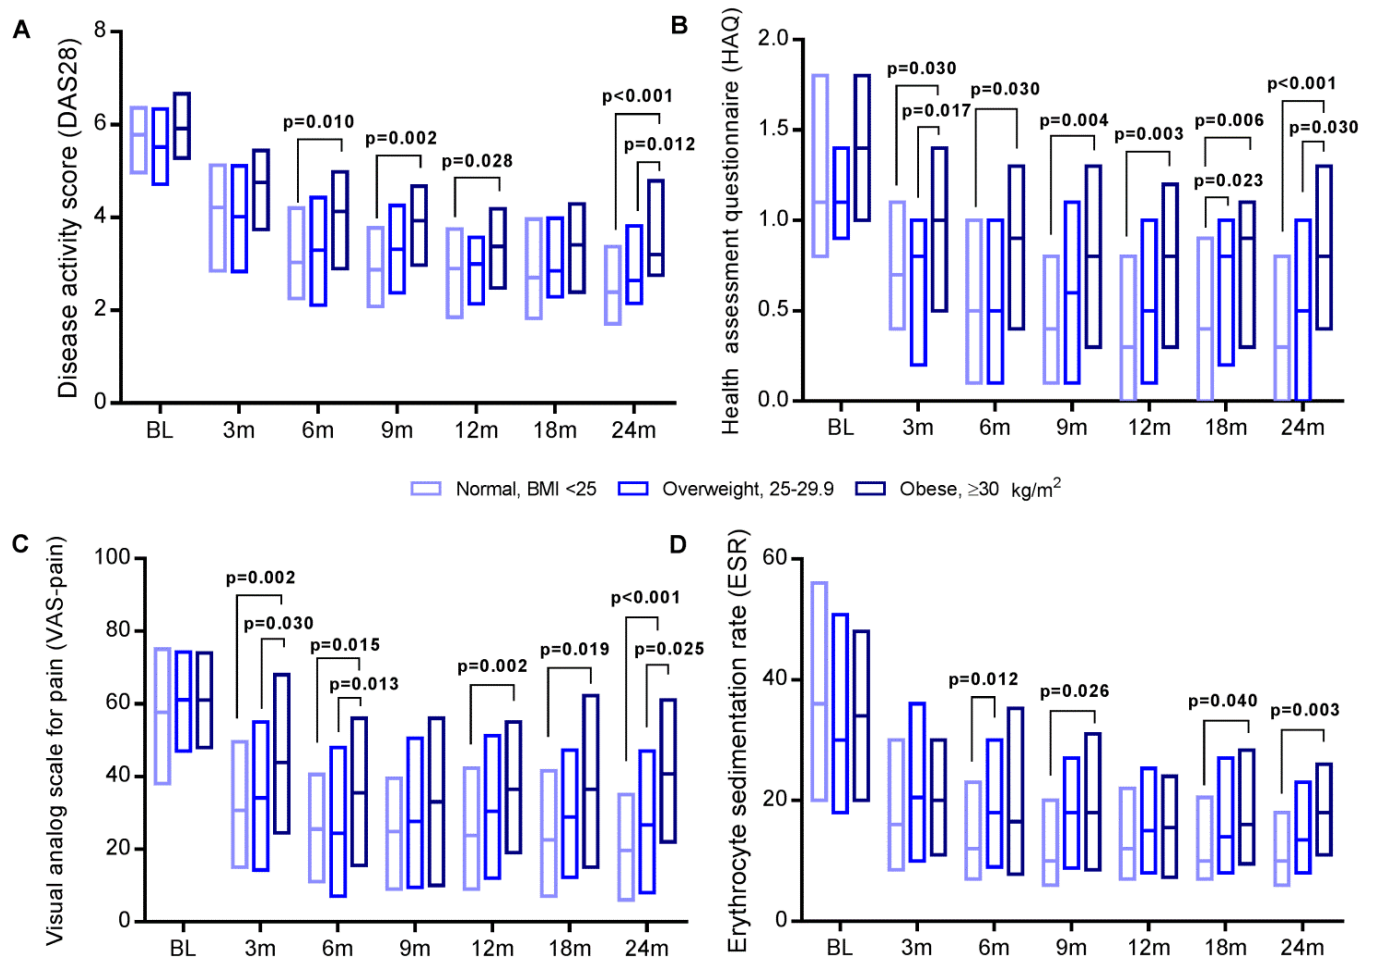 A
Disease activity score (DAS28)
8
6
4
2
0
p=0.010
p=0.002
p=0.028
p<0.001
p=0.012
BL 3m 6m 9m 12m 18m 24m
B
Health assessment questionnaire (HAQ)
2.0
1.5
1.0
0.5
0.0
p=0.030
p=0.017
p=0.030
p=0.004
p=0.003
p=0.006
p=0.023
p<0.001
p=0.030
BL 3m 6m 9m 12m 18m 24m
Normal, BMI <25 Overweight, 25-29.9 Obese, ≥30 kg/m²
C
Visual analog scale for pain (VAS-pain)
100
80
60
40
20
0
p=0.002
p=0.030
p=0.015
p=0.013
p=0.002
p=0.019
p<0.001
p=0.025
BL 3m 6m 9m 12m 18m 24m
D
Erythrocyte sedimentation rate (ESR)
60
40
20
0
p=0.012
p=0.026
p=0.040
p=0.003
BL 3m 6m 9m 12m 18m 24m